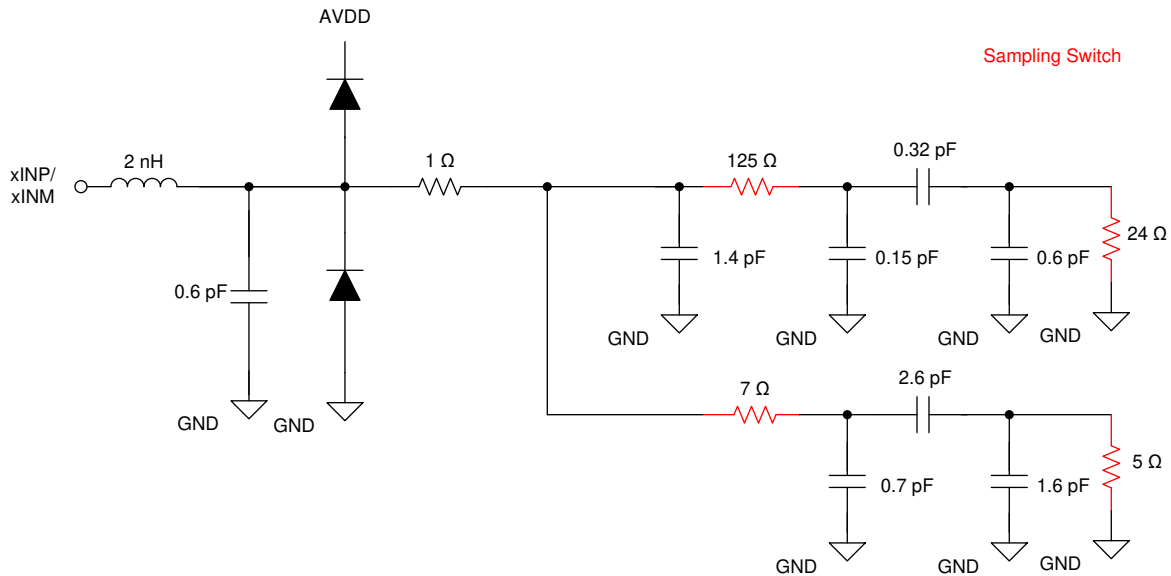 AVDD
Sampling Switch
xINP/
xINM
2 nH
1 Ω
125 Ω
0.32 pF
24 Ω
0.6 pF
1.4 pF
0.15 pF
0.6 pF
GND
GND
GND
GND
7 Ω
2.6 pF
GND
GND
0.7 pF
1.6 pF
5 Ω
GND
GND
GND